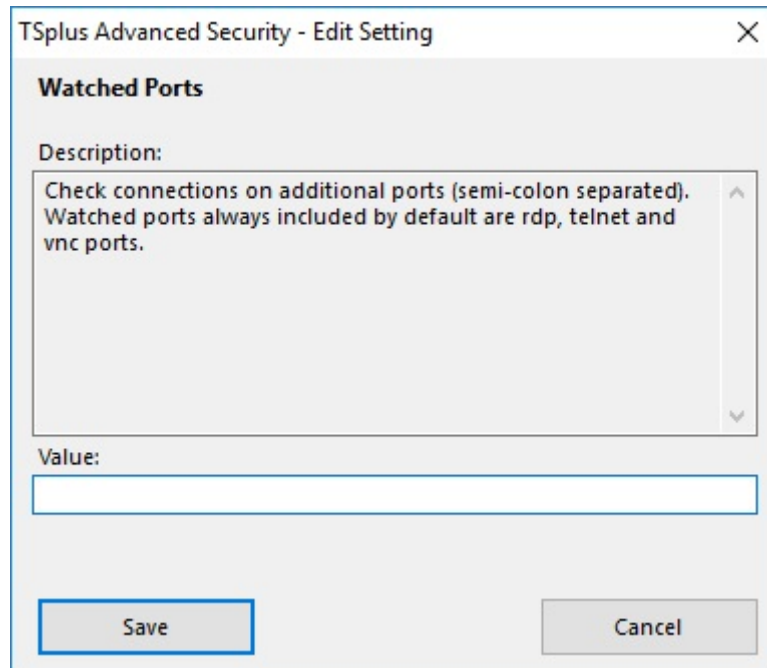 TSplus Advanced Security - Edit Setting
Watched Ports
Description:
Check connections on additional ports (semi-colon separated).
Watched ports always included by default are rdp, telnet and
vnc ports.
Value:
Save
Cancel